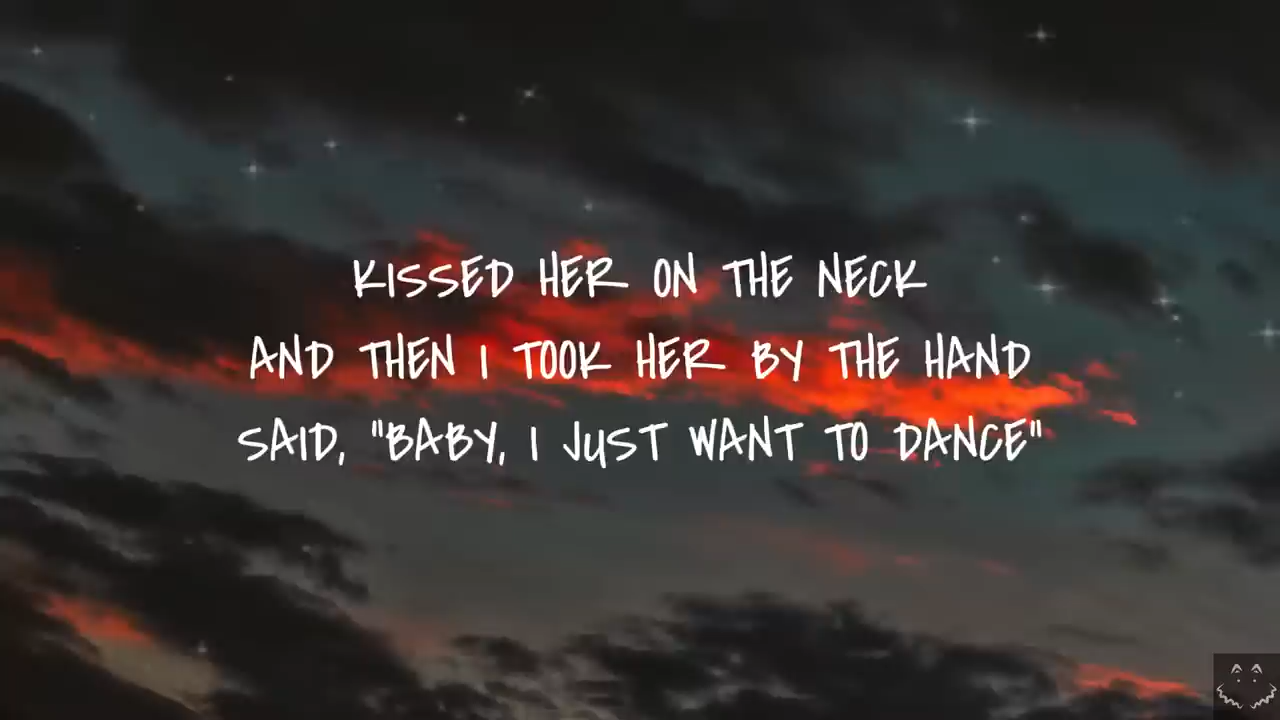 KISSED HER ON THE NECK
AND THEN I TOOK HER BY THE HAND
SAID, "BABY, I JUST WANT TO DANCE"